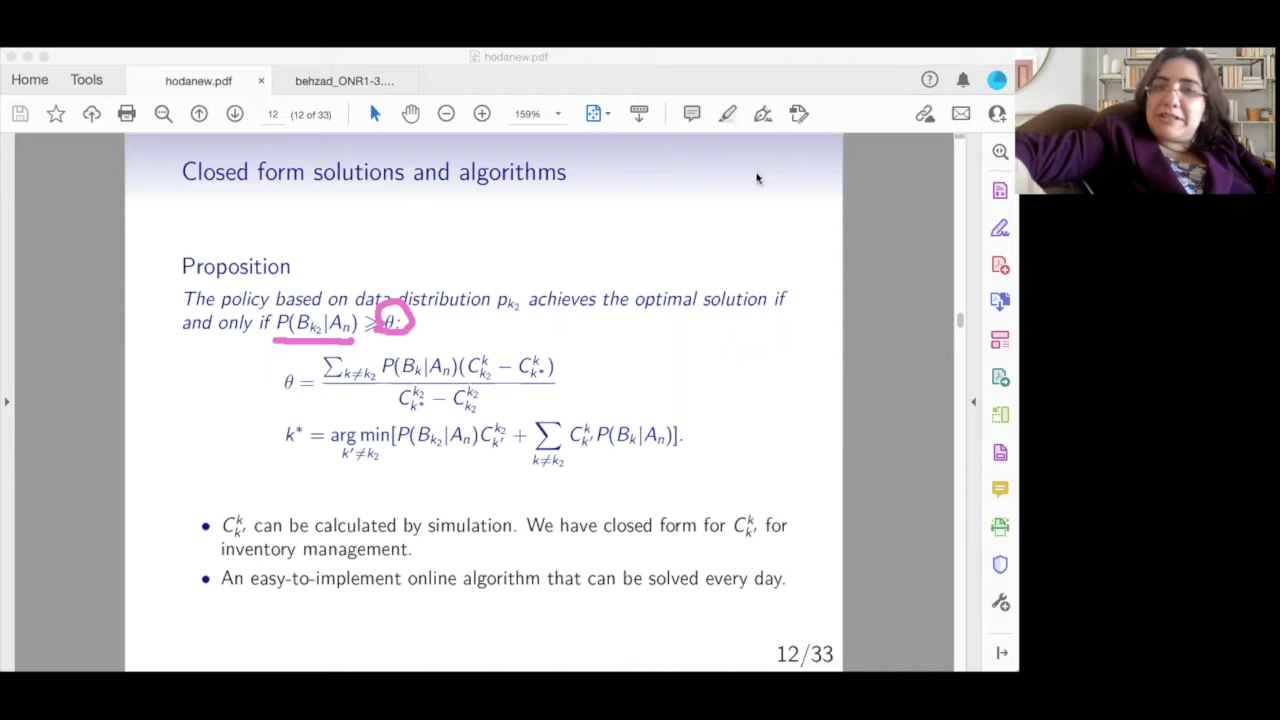 hodanew.pdf
Home Tools hodanew.pdf × behzad_ONR1-3....
12 (12 of 33) 159%
Closed form solutions and algorithms
Proposition
The policy based on data distribution p_{k_2} achieves the optimal solution if
and only if P(B_{k_2}|A_n) ⩾ θ:
θ = \frac{\sum_{k≠k_2} P(B_k|A_n)(C^k_{k_2} − C^k_{k^*})}{C^{k_2}_{k^*} − C^{k_2}_{k_2}}
k^* = \arg\min_{k'≠k_2}[P(B_{k_2}|A_n)C^{k_2}_{k'} + \sum_{k≠k_2} C^k_{k'} P(B_k|A_n)].
• C^k_{k'} can be calculated by simulation. We have closed form for C^k_{k'} for
inventory management.
• An easy-to-implement online algorithm that can be solved every day.
12/33